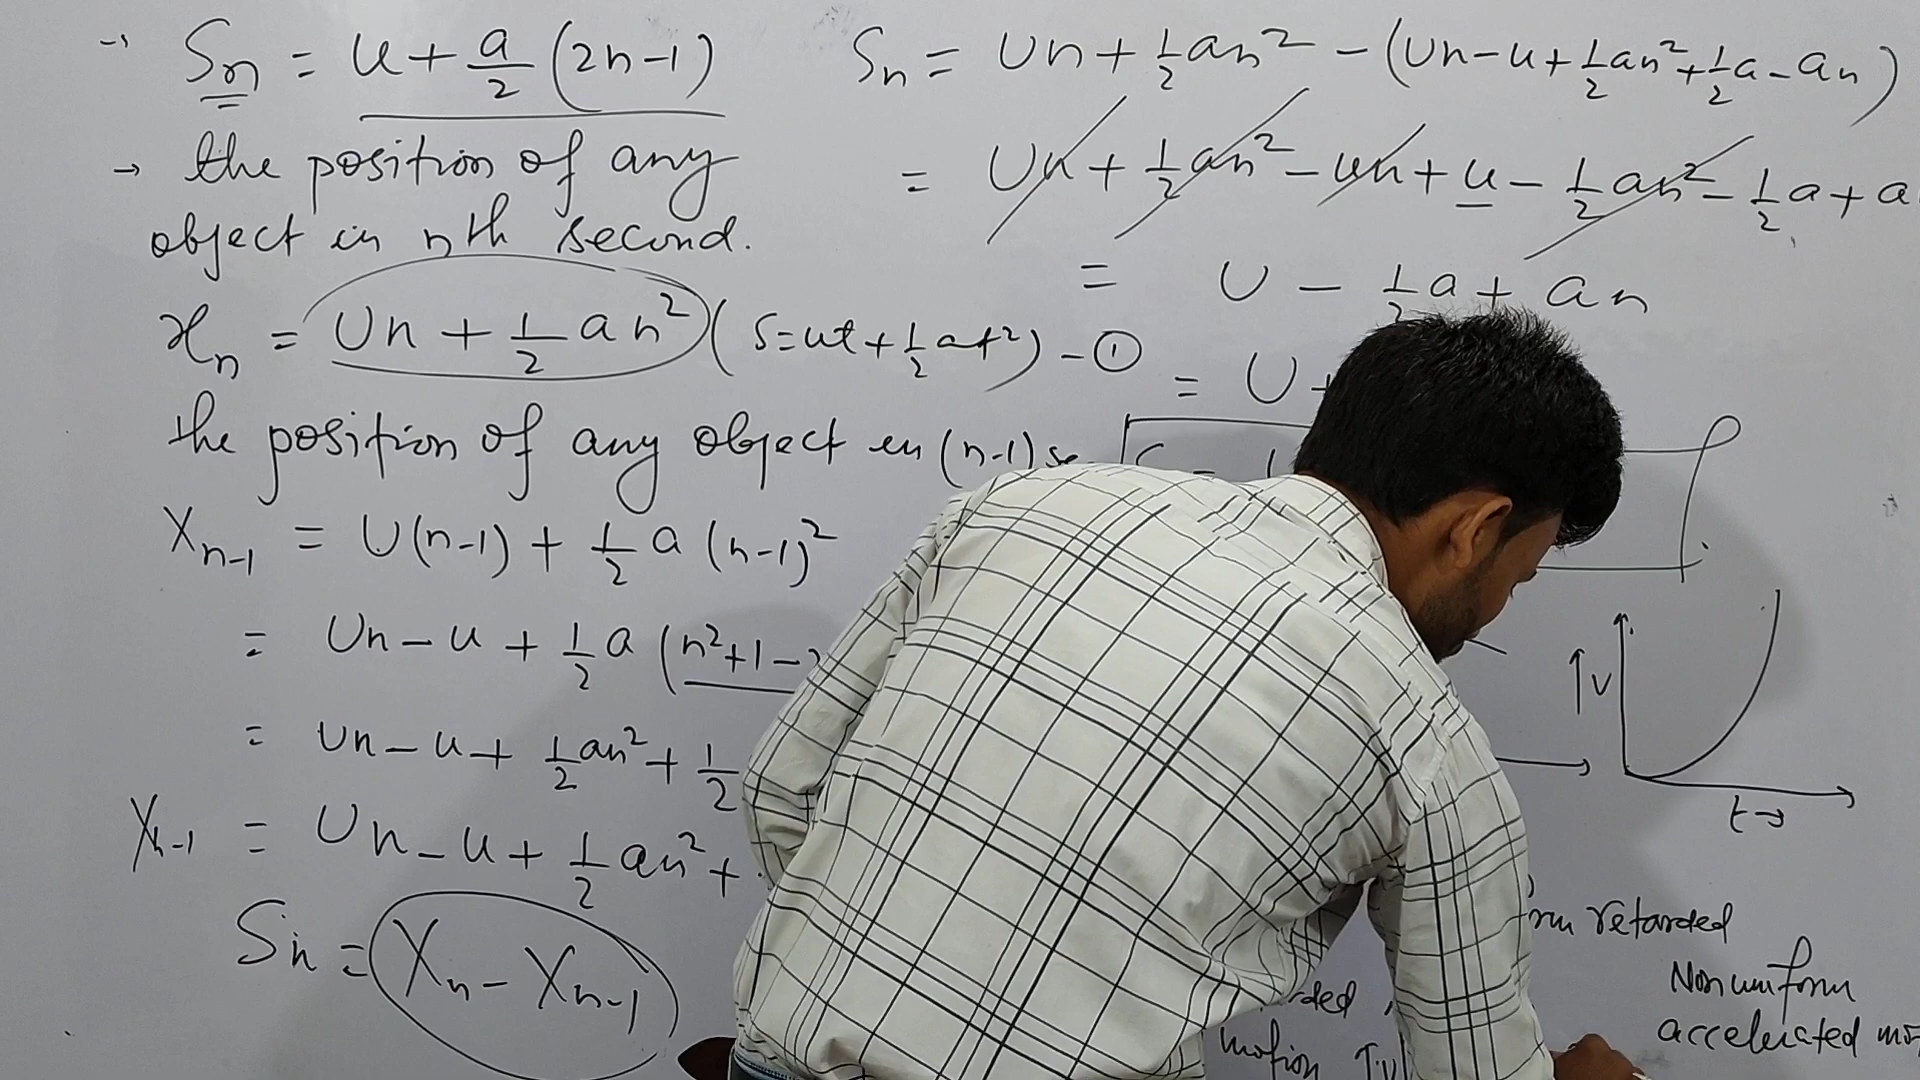 → Sn = u + a/2 (2n-1)
→ the position of any
object in nth second.
xn = Un + 1/2 an² (S=ut+1/2 at²) - ①
the position of any object in (n-1)
Xn-1 = U(n-1) + 1/2 a (n-1)²
= Un - u + 1/2 a (n²+1-
= un - u + 1/2 an² + 1/2
Xn-1 = Un - u + 1/2 an² +
Sn = Xn - Xn-1
Sn = Un + 1/2 an² - (Un-u+1/2 an²+1/2 a-an)
= Un + 1/2 an² - un + u - 1/2 an² - 1/2 a + a
= U - 1/2 a + an
= U +
↑ V
t →
retarded
motion ↑ V
Non uniform
accelerated